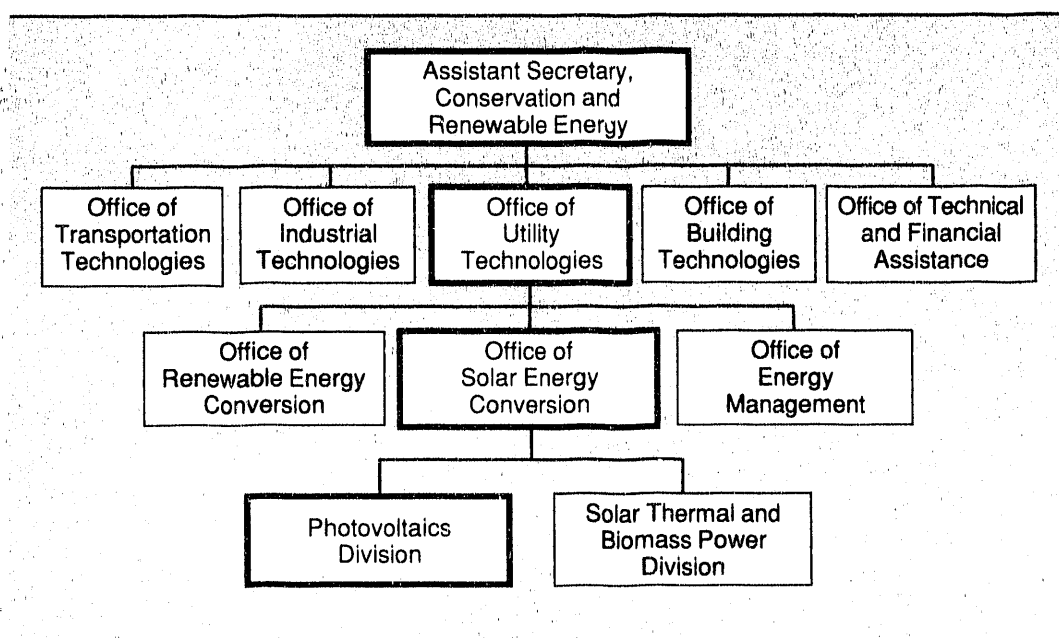 Assistant Secretary,
Conservation and
Renewable Energy
Office of
Transportation
Technologies
Office of
Industrial
Technologies
Office of
Utility
Technologies
Office of
Building
Technologies
Office of Technical
and Financial
Assistance
Office of
Renewable Energy
Conversion
Office of
Solar Energy
Conversion
Office of
Energy
Management
Photovoltaics
Division
Solar Thermal and
Biomass Power
Division